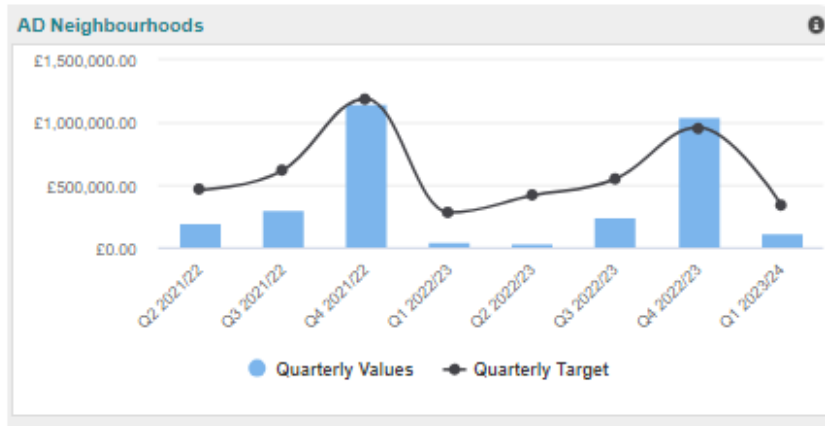 AD Neighbourhoods
£1,500,000.00
£1,000,000.00
£500,000.00
£0.00
Q2 2021/22
Q3 2021/22
Q4 2021/22
Q1 2022/23
Q2 2022/23
Q3 2022/23
Q4 2022/23
Q1 2023/24
Quarterly Values
Quarterly Target